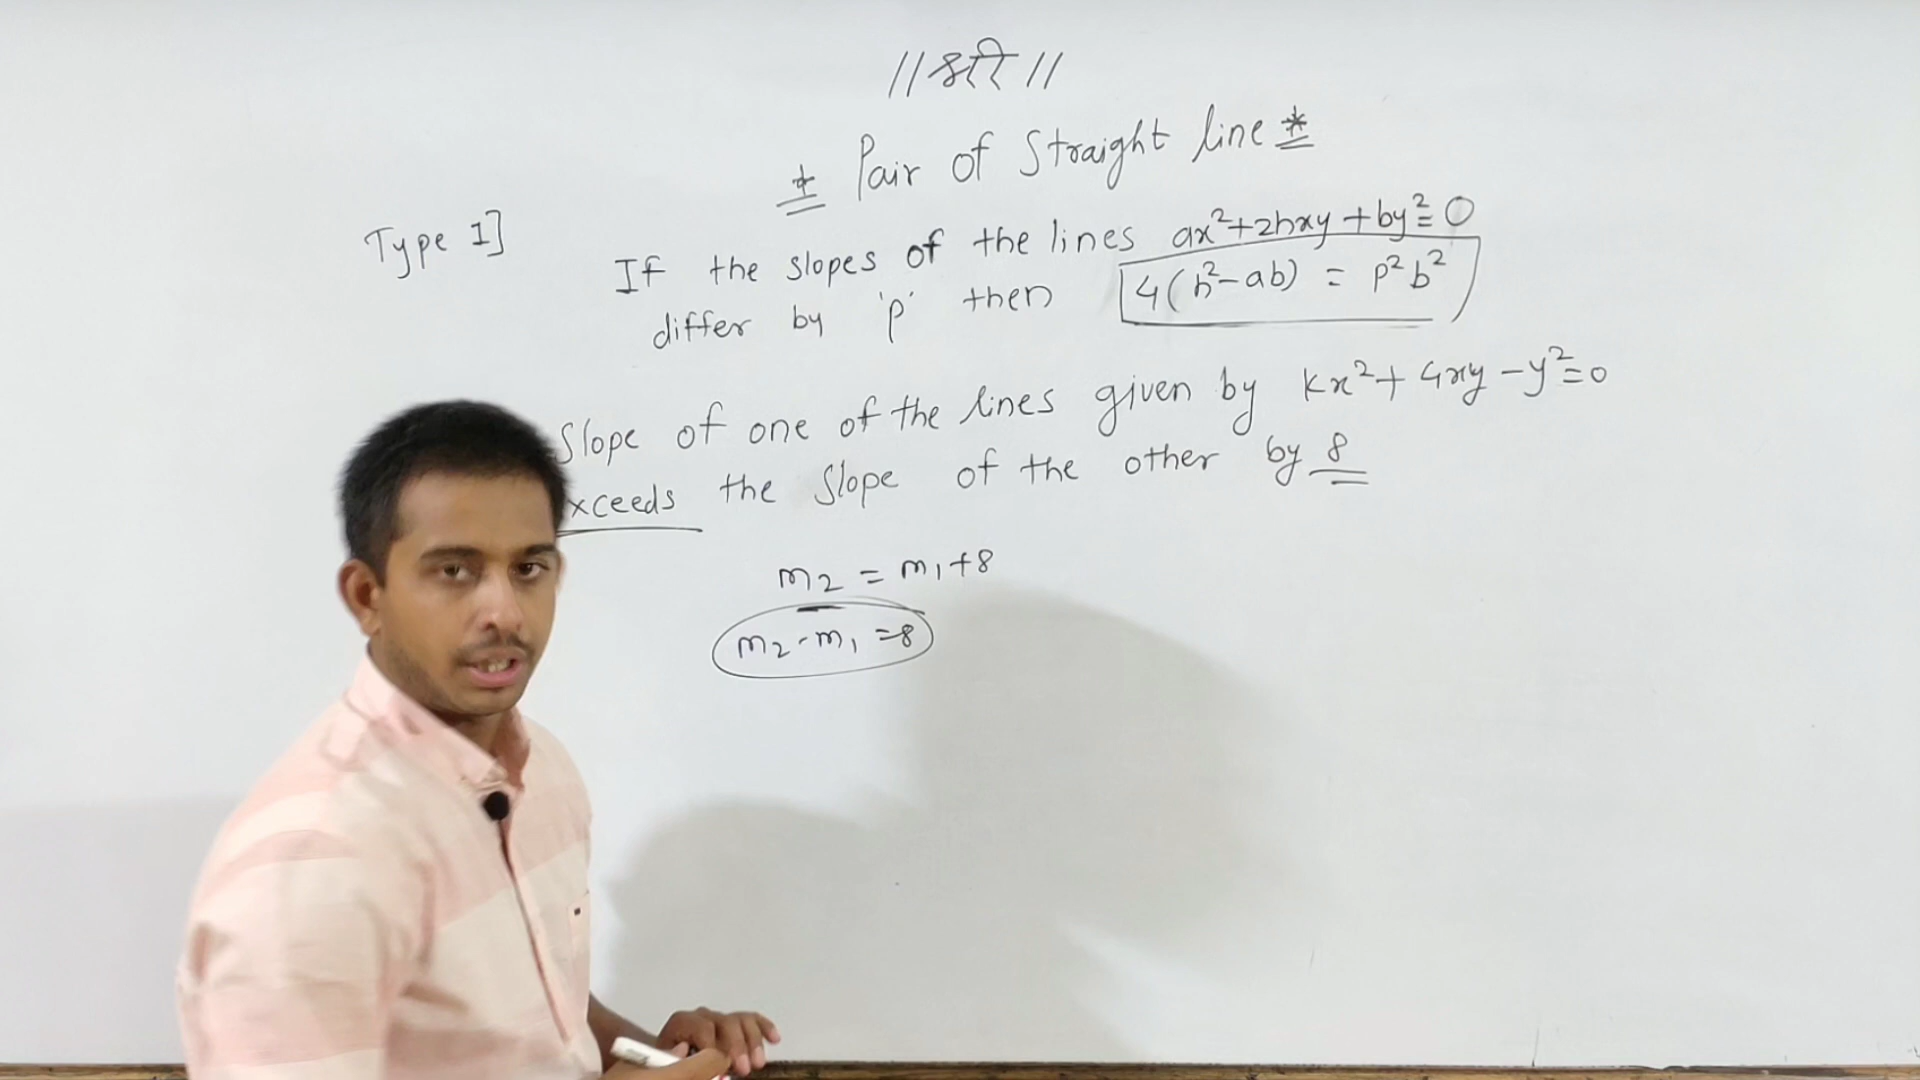 ॥ श्री ॥
* Pair of Straight line *
Type 1]
If the slopes of the lines ax²+2hxy+by²=0
differ by 'p' then 4(h²-ab) = p²b²
Slope of one of the lines given by kx²+4xy-y²=0
xceeds the slope of the other by 8
m₂ = m₁+8
m₂-m₁ =8